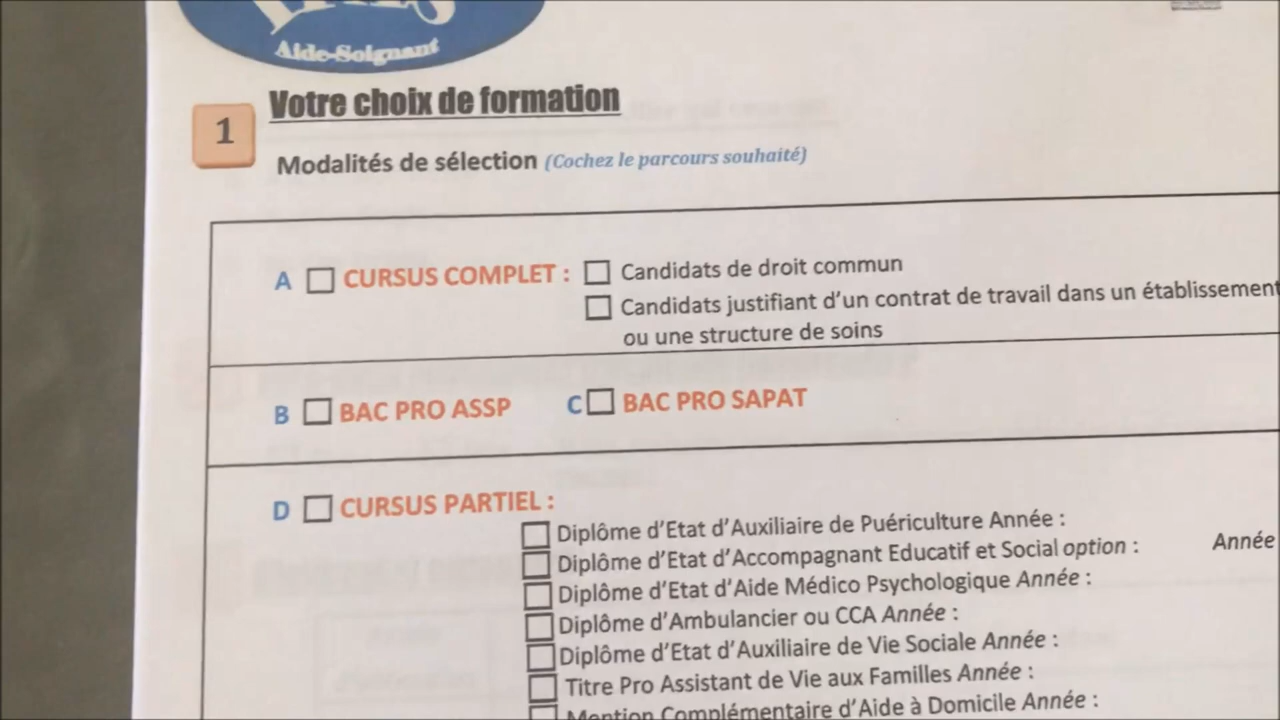 Aide-Soignant
1
Votre choix de formation
Modalités de sélection (Cochez le parcours souhaité)
A CURSUS COMPLET : Candidats de droit commun
Candidats justifiant d'un contrat de travail dans un établissement
ou une structure de soins
B BAC PRO ASSP C BAC PRO SAPAT
D CURSUS PARTIEL :
Diplôme d'Etat d'Auxiliaire de Puériculture Année :
Diplôme d'Etat d'Accompagnant Educatif et Social option : Année
Diplôme d'Etat d'Aide Médico Psychologique Année :
Diplôme d'Ambulancier ou CCA Année :
Diplôme d'Etat d'Auxiliaire de Vie Sociale Année :
Titre Pro Assistant de Vie aux Familles Année :
Mention Complémentaire d'Aide à Domicile Année :